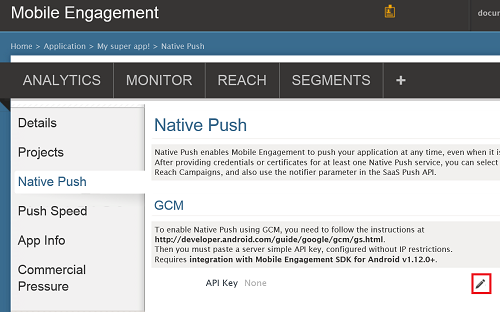 Mobile Engagement
docu
Home > Application > My super app! > Native Push
ANALYTICS MONITOR REACH SEGMENTS +
Details
Projects
Native Push
Push Speed
App Info
Commercial
Pressure
Native Push
Native Push enables Mobile Engagement to push your application at any time, even when it is
After providing credentials or certificates for at least one Native Push service, you can select
Reach Campaigns, and also use the notifier parameter in the SaaS Push API.
GCM
To enable Native Push using GCM, you need to follow the instructions at
http://developer.android.com/guide/google/gcm/gs.html.
Then you must paste a server simple API key, configured without IP restrictions.
Requires integration with Mobile Engagement SDK for Android v1.12.0+.
API Key None